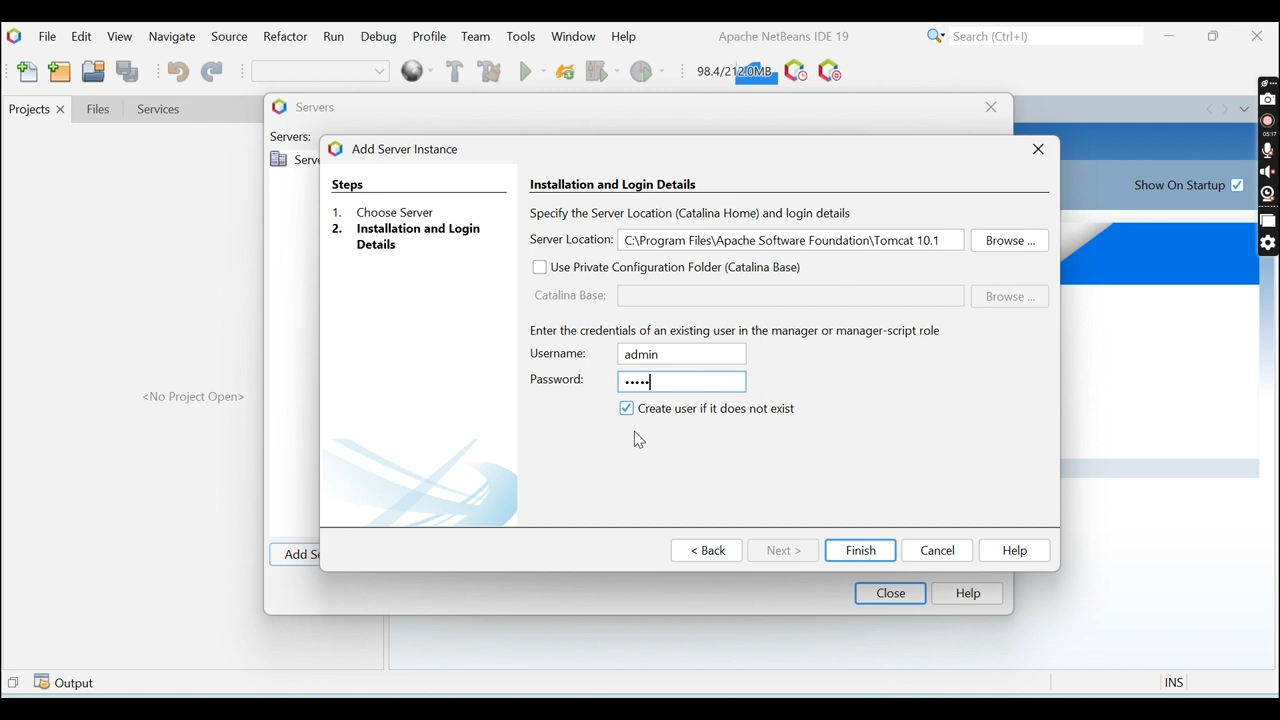 File Edit View Navigate Source Refactor Run Debug Profile Team Tools Window Help Apache NetBeans IDE 19 Search (Ctrl+I)
98.4/212.0MB
Projects Files Services
Servers
Servers:
Serve
Add Server Instance
Steps
1. Choose Server
2. Installation and Login
Details
Installation and Login Details
Specify the Server Location (Catalina Home) and login details
Server Location: C:\Program Files\Apache Software Foundation\Tomcat 10.1 Browse ...
Use Private Configuration Folder (Catalina Base)
Catalina Base: Browse ...
Enter the credentials of an existing user in the manager or manager-script role
Username: admin
Password: •••••
Create user if it does not exist
Show On Startup
05:17
<No Project Open>
Add Se
< Back Next > Finish Cancel Help
Close Help
Output INS